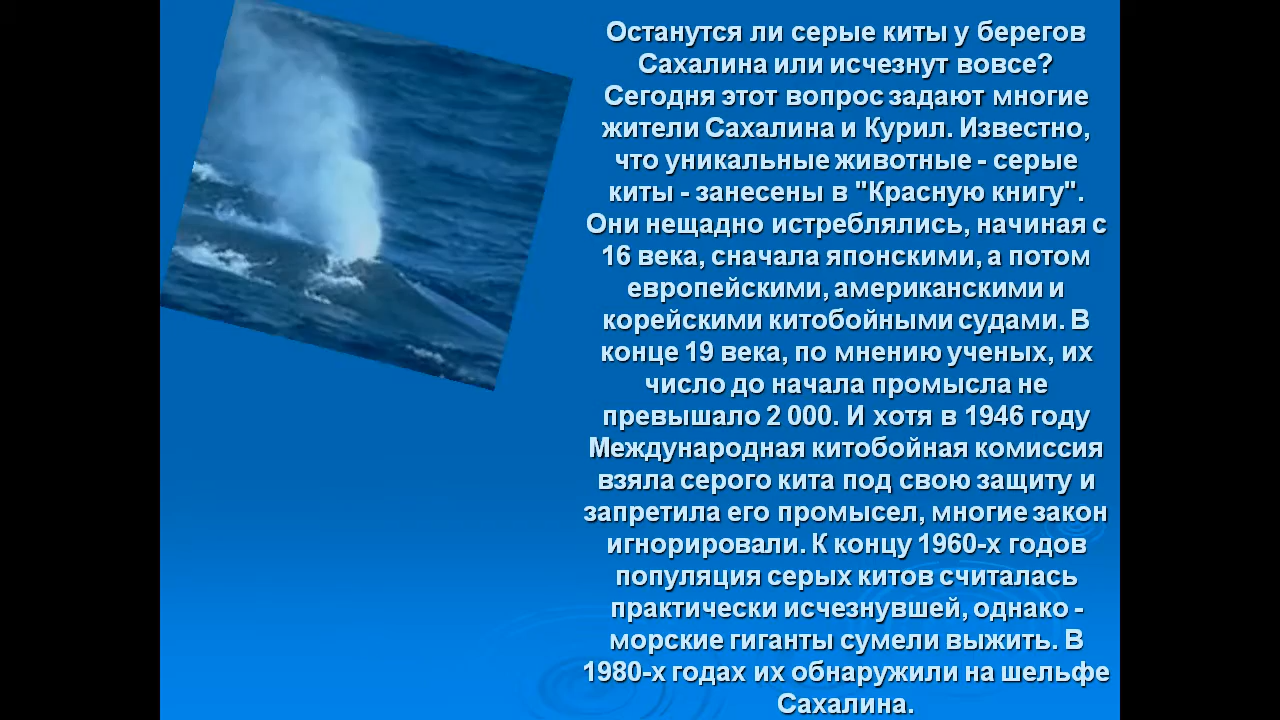 Останутся ли серые киты у берегов
Сахалина или исчезнут вовсе?
Сегодня этот вопрос задают многие
жители Сахалина и Курил. Известно,
что уникальные животные - серые
киты - занесены в "Красную книгу".
Они нещадно истреблялись, начиная с
16 века, сначала японскими, а потом
европейскими, американскими и
корейскими китобойными судами. В
конце 19 века, по мнению ученых, их
число до начала промысла не
превышало 2 000. И хотя в 1946 году
Международная китобойная комиссия
взяла серого кита под свою защиту и
запретила его промысел, многие закон
игнорировали. К концу 1960-х годов
популяция серых китов считалась
практически исчезнувшей, однако -
морские гиганты сумели выжить. В
1980-х годах их обнаружили на шельфе
Сахалина.